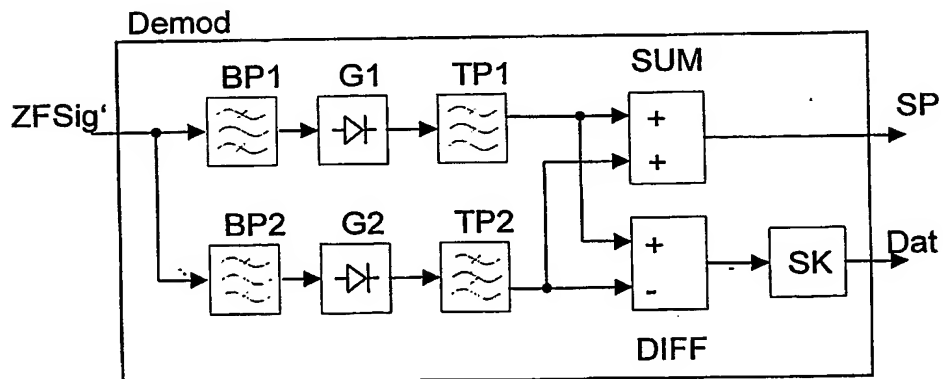 Demod
BP1 G1 TP1 SUM
ZFSig' SP
+
+
BP2 G2 TP2
+ Dat
SK
-
DIFF